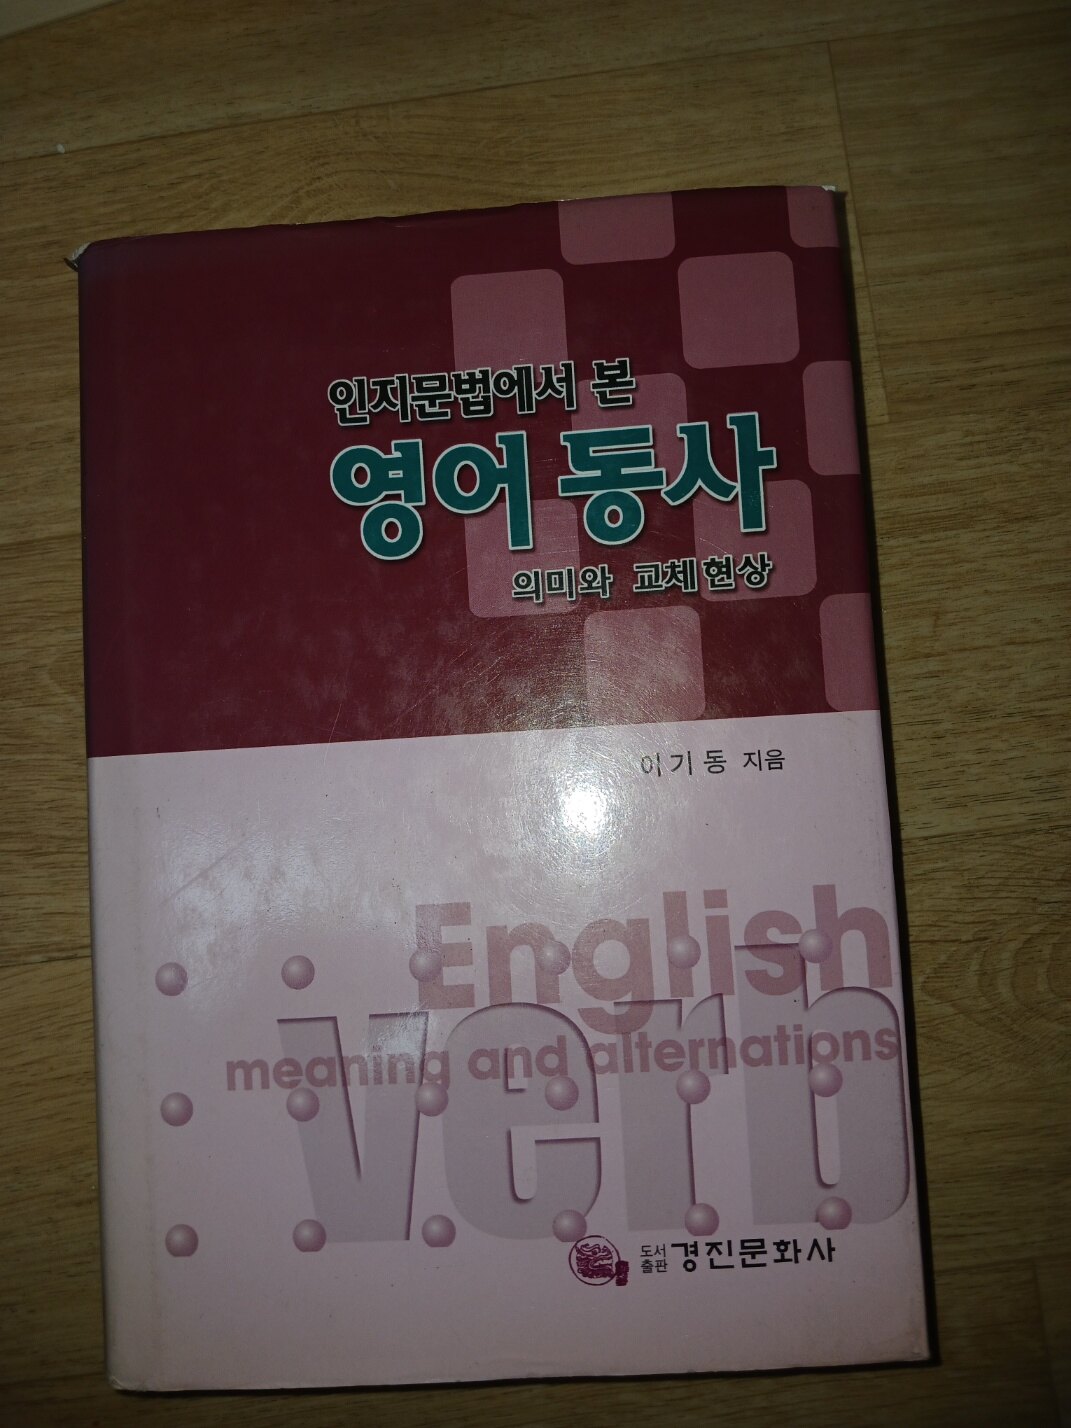 인지문법에서 본
영어 동사
의미와 교체현상
이기동 지음
English
verb
meaning and alternations
도서
출판
경진문화사